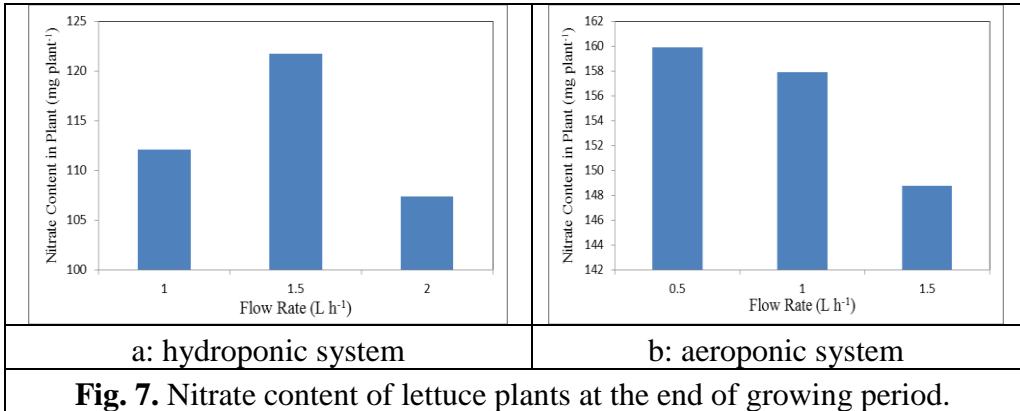 Nitrate Content in Plant (mg plant⁻¹)
125
120
115
110
105
100
1 1.5 2
Flow Rate (L h⁻¹)
Nitrate Content in Plant (mg plant⁻¹)
162
160
158
156
154
152
150
148
146
144
142
0.5 1 1.5
Flow Rate (L h⁻¹)
a: hydroponic system
b: aeroponic system
Fig. 7. Nitrate content of lettuce plants at the end of growing period.